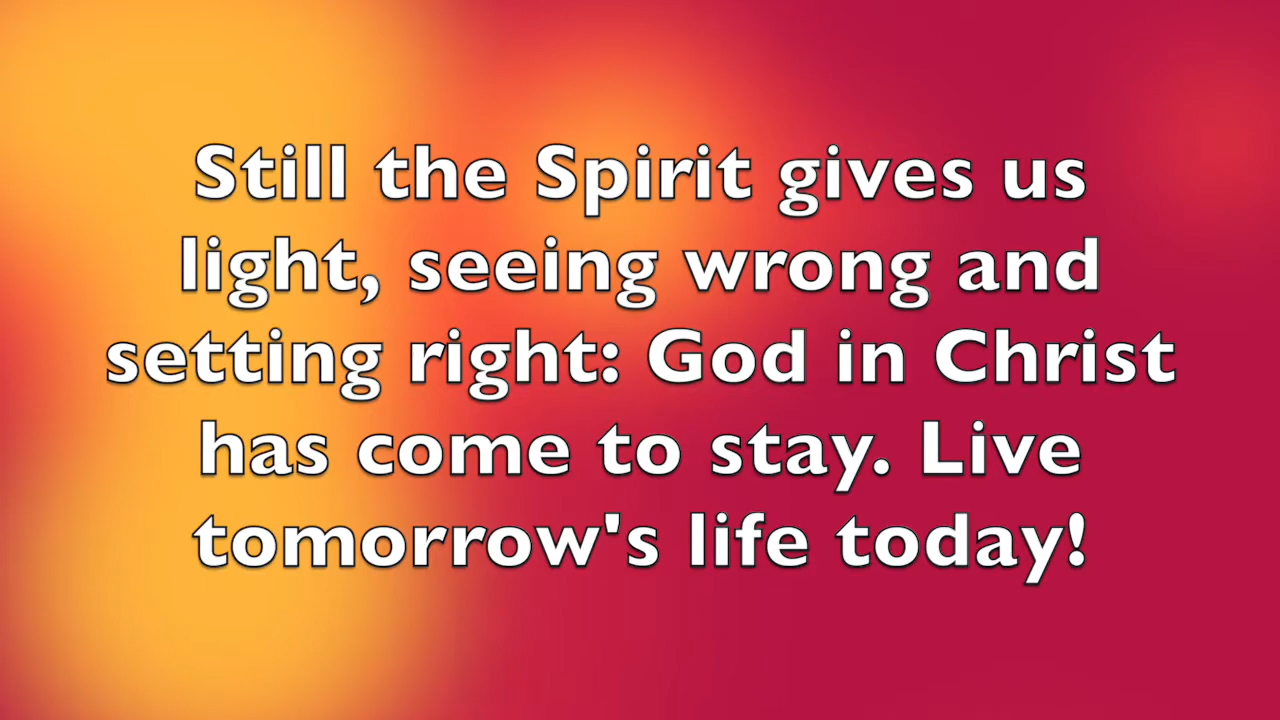 Still the Spirit gives us
light, seeing wrong and
setting right: God in Christ
has come to stay. Live
tomorrow's life today!